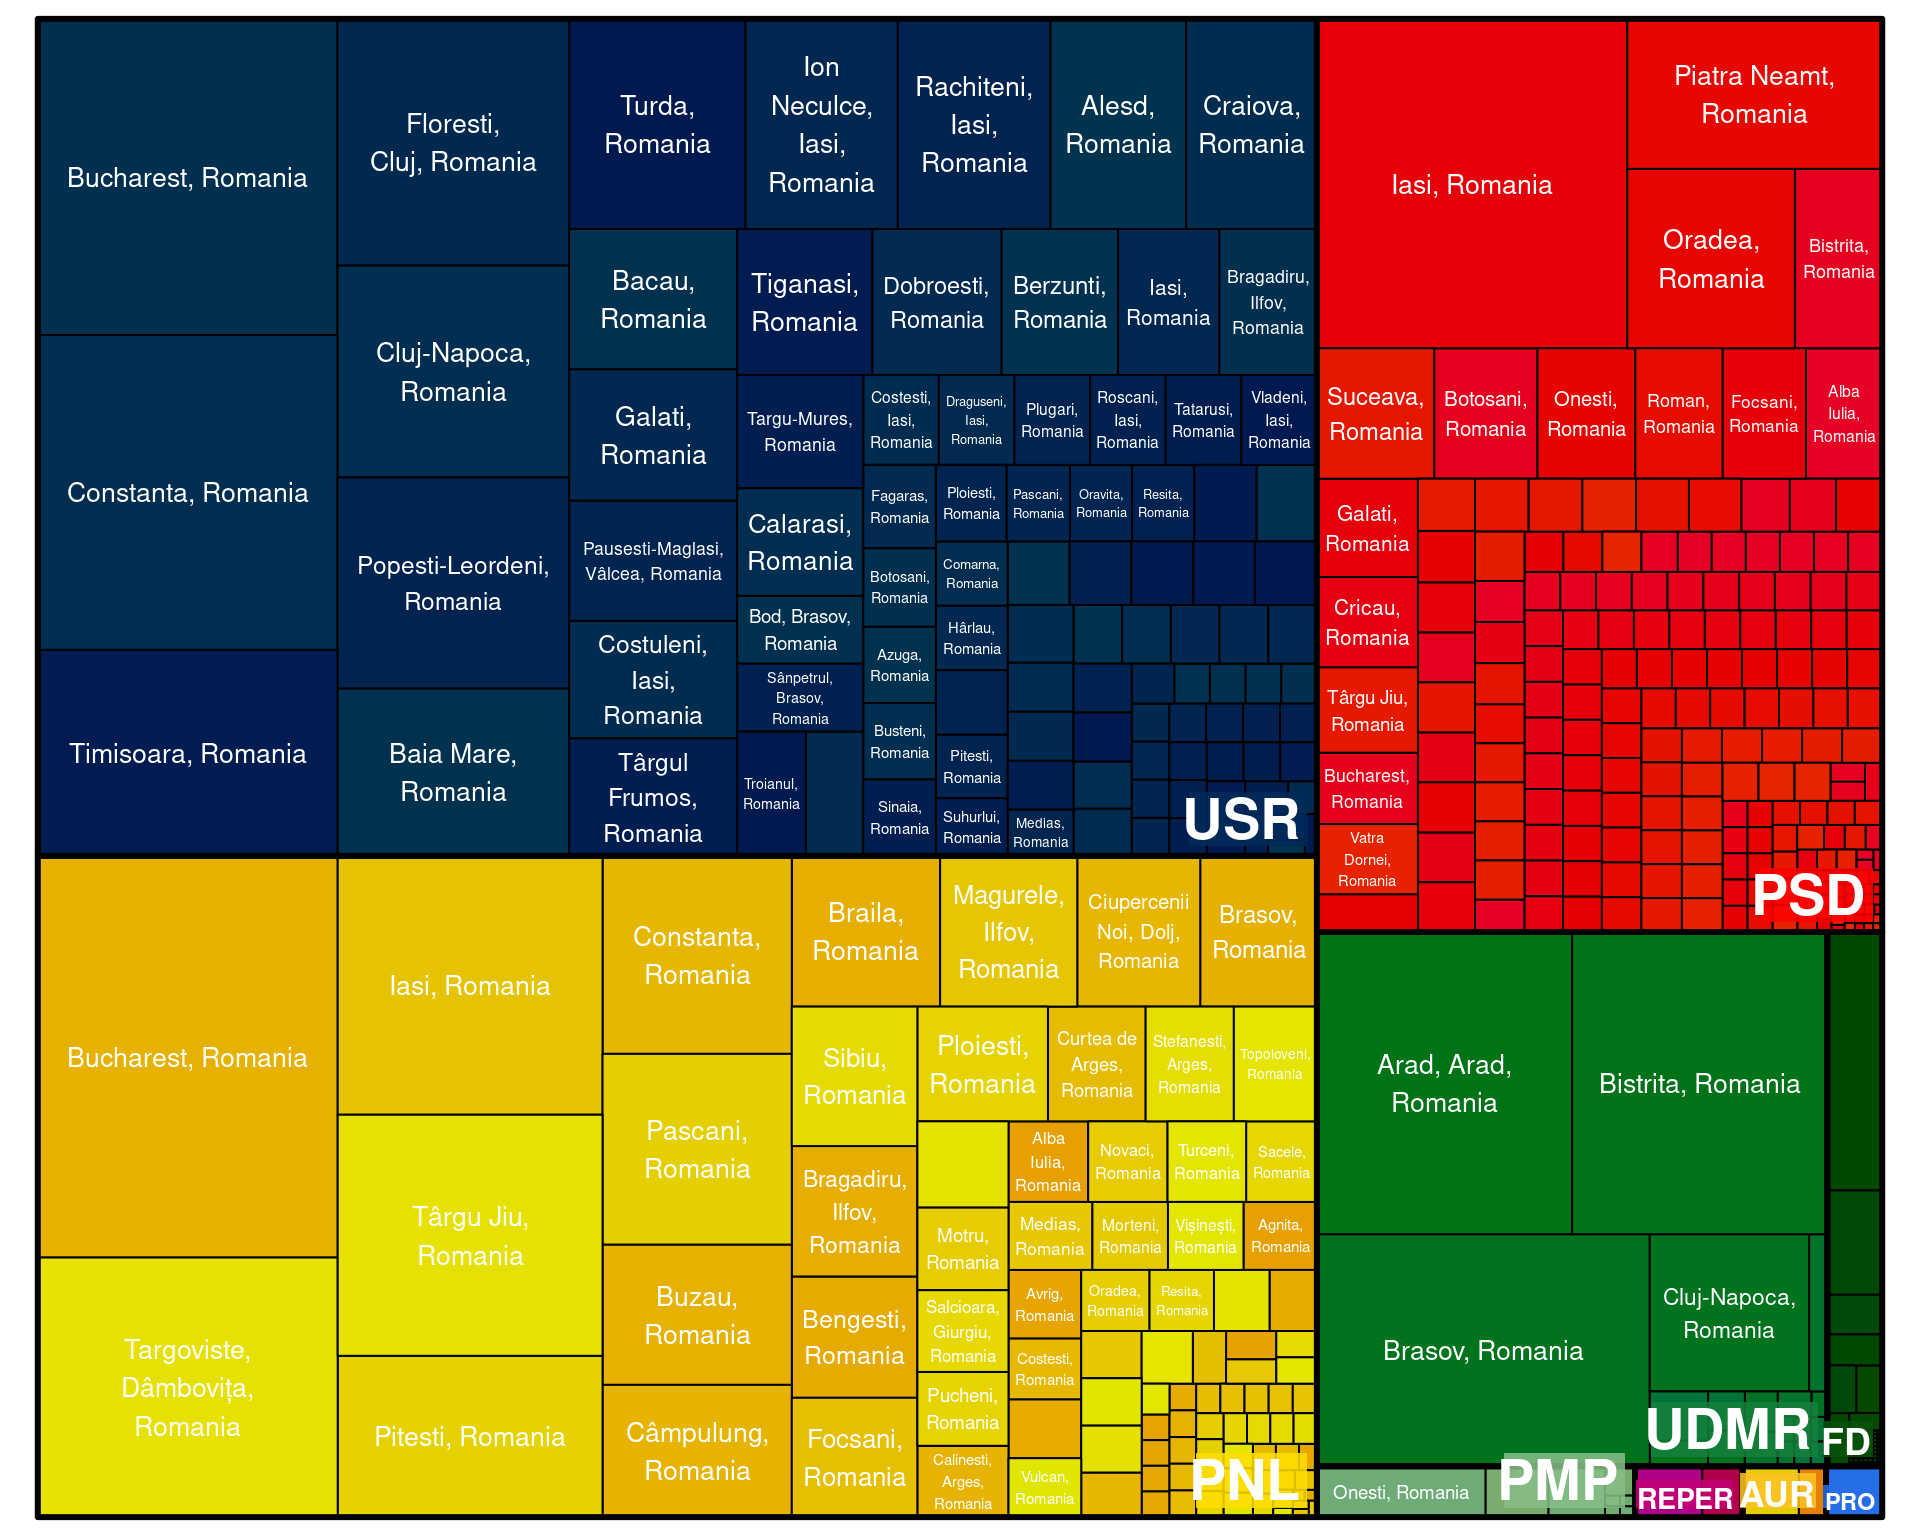 Bucharest, Romania
Constanta, Romania
Timisoara, Romania
Floresti,
Cluj, Romania
Cluj-Napoca,
Romania
Popesti-Leordeni,
Romania
Baia Mare,
Romania
Turda,
Romania
Ion
Neculce,
Iasi,
Romania
Rachiteni,
Iasi,
Romania
Alesd,
Romania
Craiova,
Romania
Bacau,
Romania
Galati,
Romania
Pausesti-Maglasi,
Vâlcea, Romania
Costuleni,
Iasi,
Romania
Târgul
Frumos,
Romania
Tiganasi,
Romania
Dobroesti,
Romania
Berzunti,
Romania
Iasi,
Romania
Bragadiru,
Ilfov,
Romania
Targu-Mures,
Romania
Calarasi,
Romania
Bod, Brasov,
Romania
Sânpetrul,
Brasov,
Romania
Troianul,
Romania
Costesti,
Iasi,
Romania
Draguseni,
Iasi,
Romania
Plugari,
Romania
Roscani,
Iasi,
Romania
Tatarusi,
Romania
Vladeni,
Iasi,
Romania
Fagaras,
Romania
Botosani,
Romania
Azuga,
Romania
Busteni,
Romania
Sinaia,
Romania
Ploiesti,
Romania
Pascani,
Romania
Oravita,
Romania
Resita,
Romania
Comarna,
Romania
Hârlau,
Romania
Pitesti,
Romania
Suhurlui,
Romania
Medias,
Romania
USR
Iasi, Romania
Piatra Neamt,
Romania
Oradea,
Romania
Bistrita,
Romania
Suceava,
Romania
Botosani,
Romania
Onesti,
Romania
Roman,
Romania
Focsani,
Romania
Alba
Iulia,
Romania
Galati,
Romania
Cricau,
Romania
Târgu Jiu,
Romania
Bucharest,
Romania
Vatra
Dornei,
Romania
PSD
Bucharest, Romania
Targoviste,
Dâmbovița,
Romania
Iasi, Romania
Târgu Jiu,
Romania
Pitesti, Romania
Constanta,
Romania
Pascani,
Romania
Buzau,
Romania
Câmpulung,
Romania
Braila,
Romania
Magurele,
Ilfov,
Romania
Ciupercenii
Noi, Dolj,
Romania
Brasov,
Romania
Sibiu,
Romania
Bragadiru,
Ilfov,
Romania
Bengesti,
Romania
Focsani,
Romania
Ploiesti,
Romania
Curtea de
Arges,
Romania
Stefanesti,
Arges,
Romania
Topoloveni,
Romania
Motru,
Romania
Salcioara,
Giurgiu,
Romania
Pucheni,
Romania
Calinesti,
Arges,
Romania
Alba
Iulia,
Romania
Novaci,
Romania
Turceni,
Romania
Sacele,
Romania
Medias,
Romania
Morteni,
Romania
Vișinești,
Romania
Agnita,
Romania
Avrig,
Romania
Oradea,
Romania
Resita,
Romania
Costesti,
Romania
Vulcan,
Romania
PNL
Arad, Arad,
Romania
Bistrita, Romania
Brasov, Romania
Cluj-Napoca,
Romania
UDMR
FD
Onesti, Romania
PMP
REPER
AUR
PRO